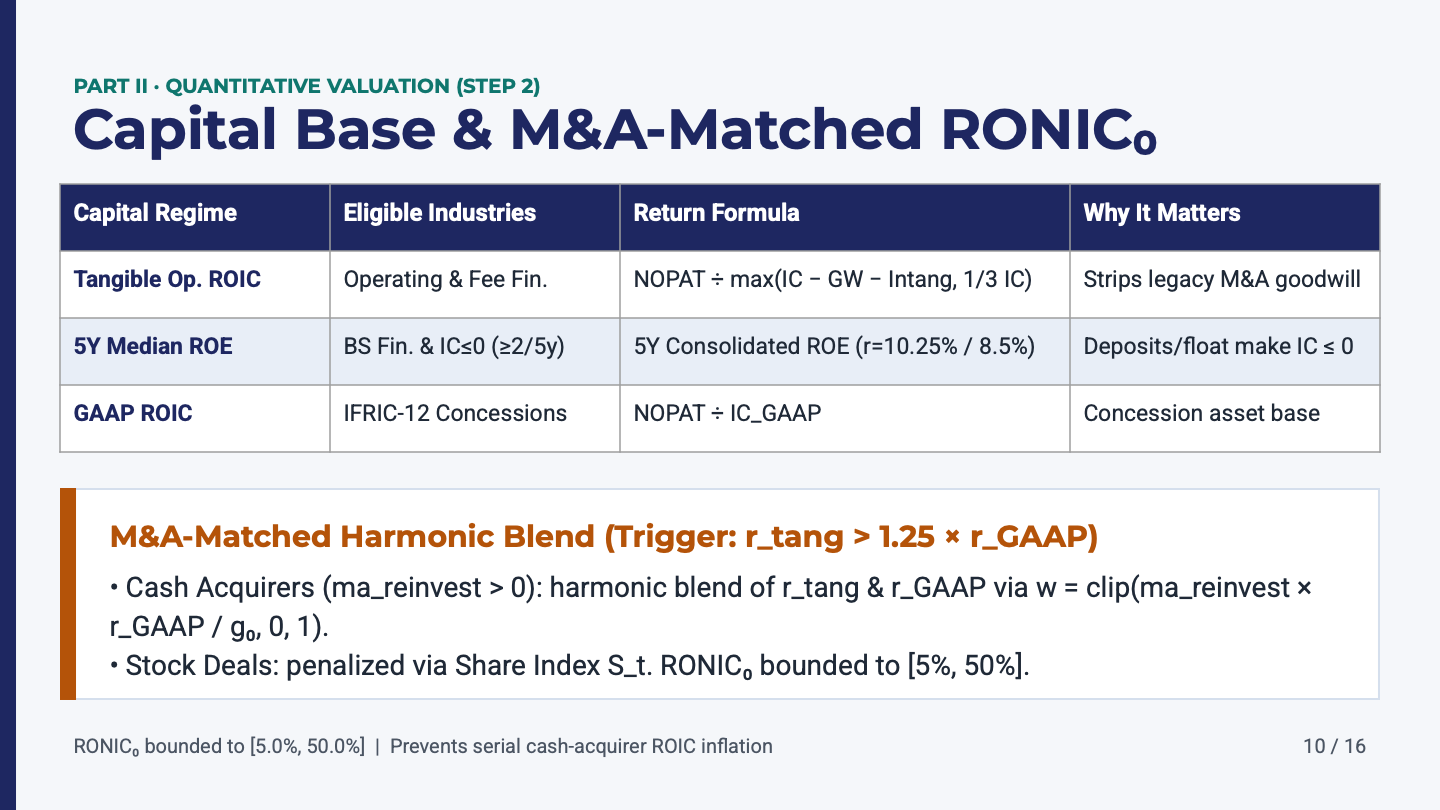 PART II · QUANTITATIVE VALUATION (STEP 2)
Capital Base & M&A-Matched RONIC₀
Capital Regime Eligible Industries Return Formula Why It Matters
Tangible Op. ROIC Operating & Fee Fin. NOPAT ÷ max(IC − GW − Intang, 1/3 IC) Strips legacy M&A goodwill
5Y Median ROE BS Fin. & IC≤0 (≥2/5y) 5Y Consolidated ROE (r=10.25% / 8.5%) Deposits/float make IC ≤ 0
GAAP ROIC IFRIC-12 Concessions NOPAT ÷ IC_GAAP Concession asset base
M&A-Matched Harmonic Blend (Trigger: r_tang > 1.25 × r_GAAP)
• Cash Acquirers (ma_reinvest > 0): harmonic blend of r_tang & r_GAAP via w = clip(ma_reinvest ×
r_GAAP / g₀, 0, 1).
• Stock Deals: penalized via Share Index S_t. RONIC₀ bounded to [5%, 50%].
RONIC₀ bounded to [5.0%, 50.0%] | Prevents serial cash-acquirer ROIC inflation
10 / 16